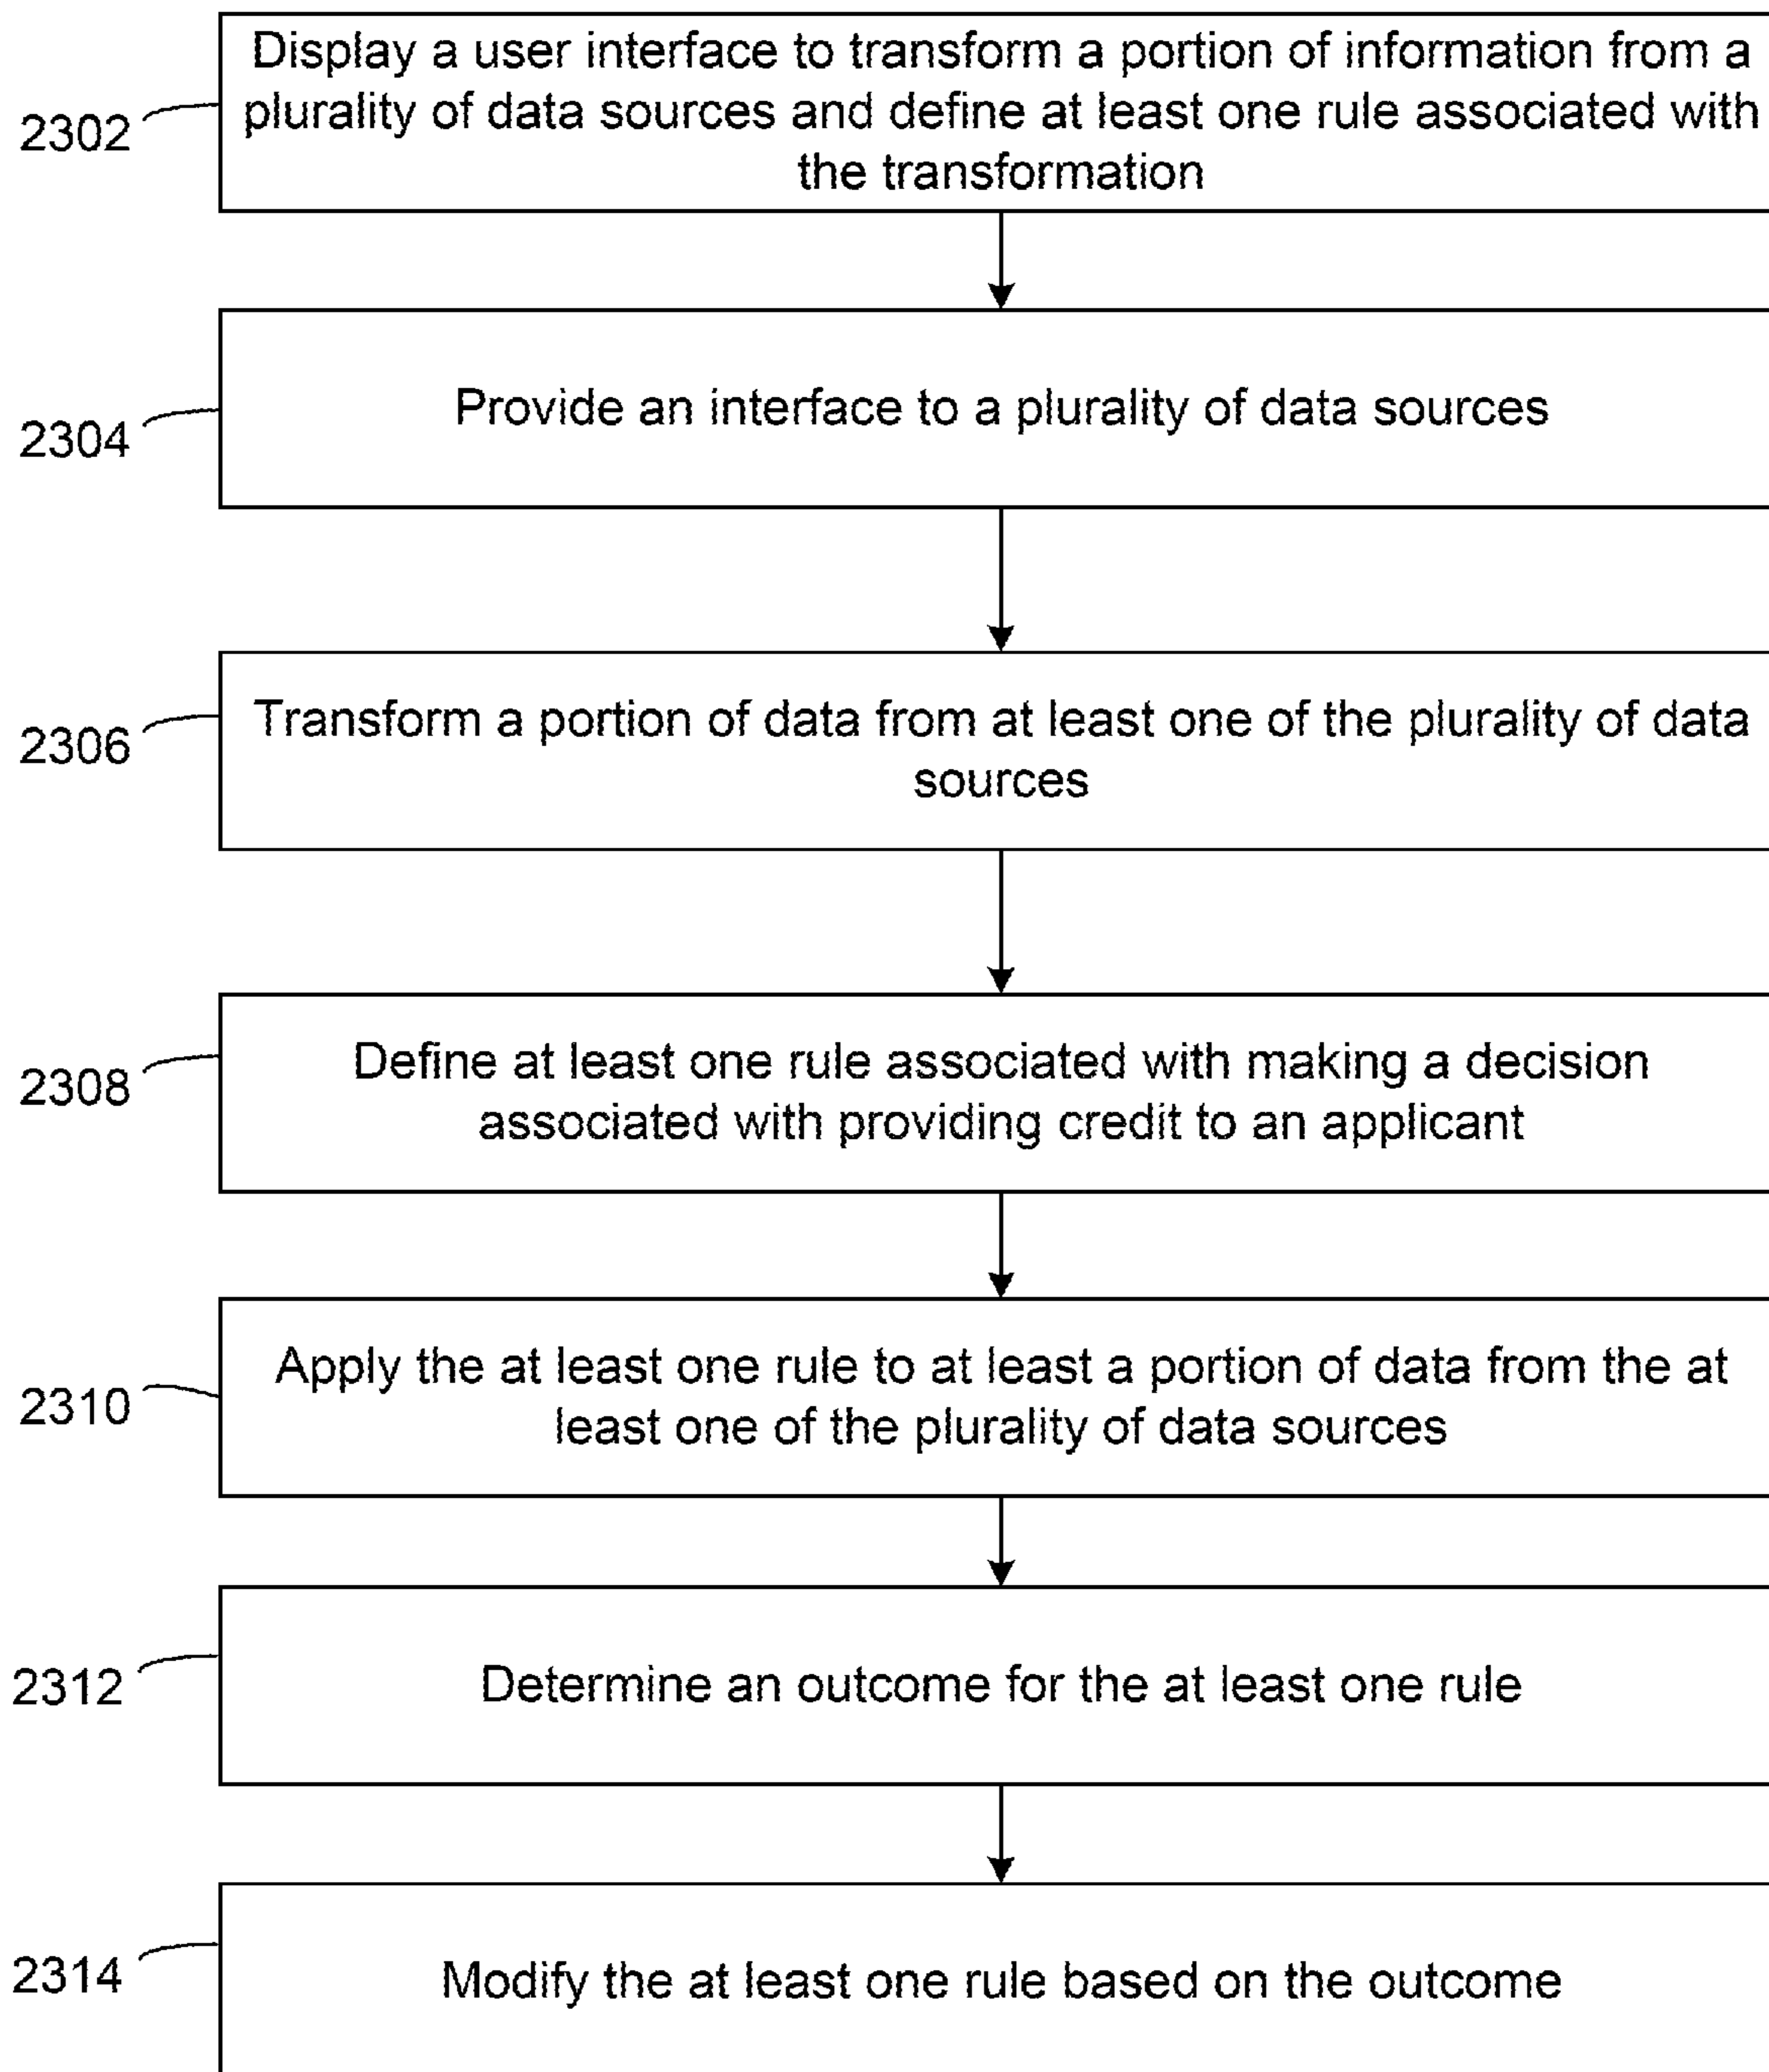 Display a user interface to transform a portion of information from a
plurality of data sources and define at least one rule associated with
the transformation
2302
Provide an interface to a plurality of data sources
2304
Transform a portion of data from at least one of the plurality of data
sources
2306
Define at least one rule associated with making a decision
associated with providing credit to an applicant
2308
Apply the at least one rule to at least a portion of data from the at
least one of the plurality of data sources
2310
Determine an outcome for the at least one rule
2312
Modify the at least one rule based on the outcome
2314